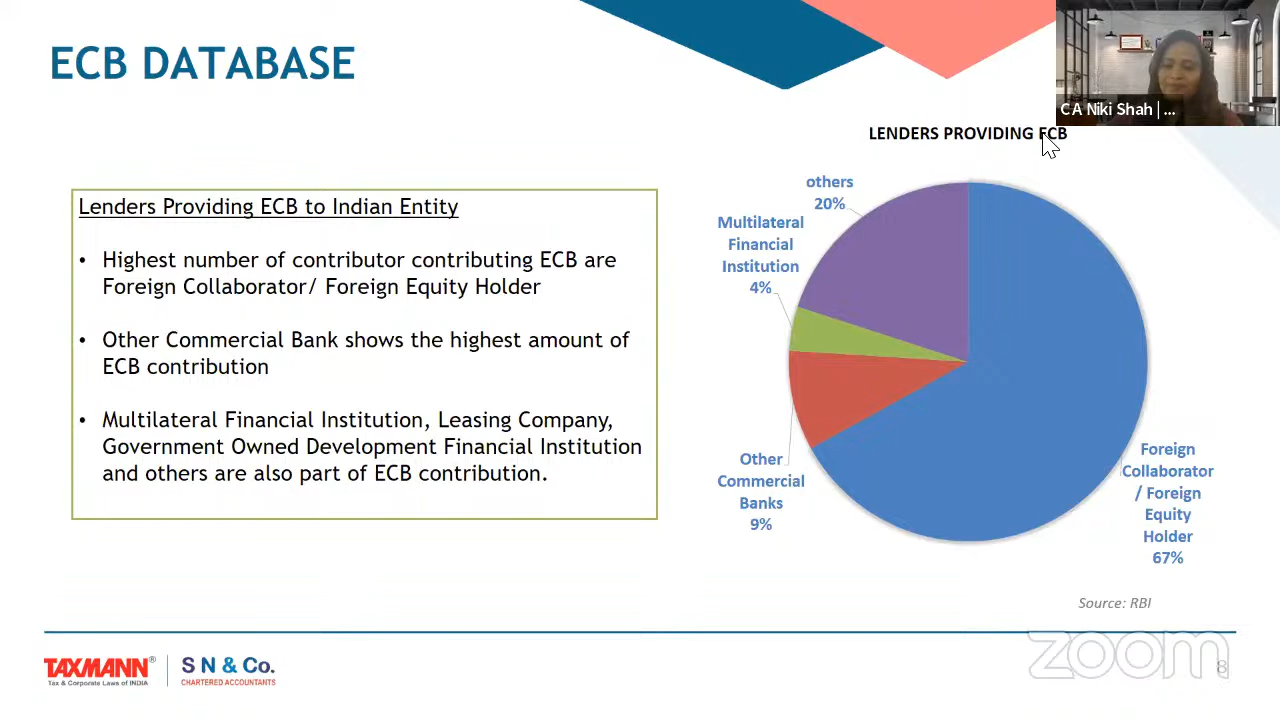 ECB DATABASE
CA Niki Shah | ...
LENDERS PROVIDING ECB
Lenders Providing ECB to Indian Entity
• Highest number of contributor contributing ECB are
Foreign Collaborator/ Foreign Equity Holder
• Other Commercial Bank shows the highest amount of
ECB contribution
• Multilateral Financial Institution, Leasing Company,
Government Owned Development Financial Institution
and others are also part of ECB contribution.
others
20%
Multilateral
Financial
Institution
4%
Other
Commercial
Banks
9%
Foreign
Collaborator
/ Foreign
Equity
Holder
67%
Source: RBI
TAXMANN®
Tax & Corporate Laws of INDIA
S N & Co.
CHARTERED ACCOUNTANTS
zoom
8